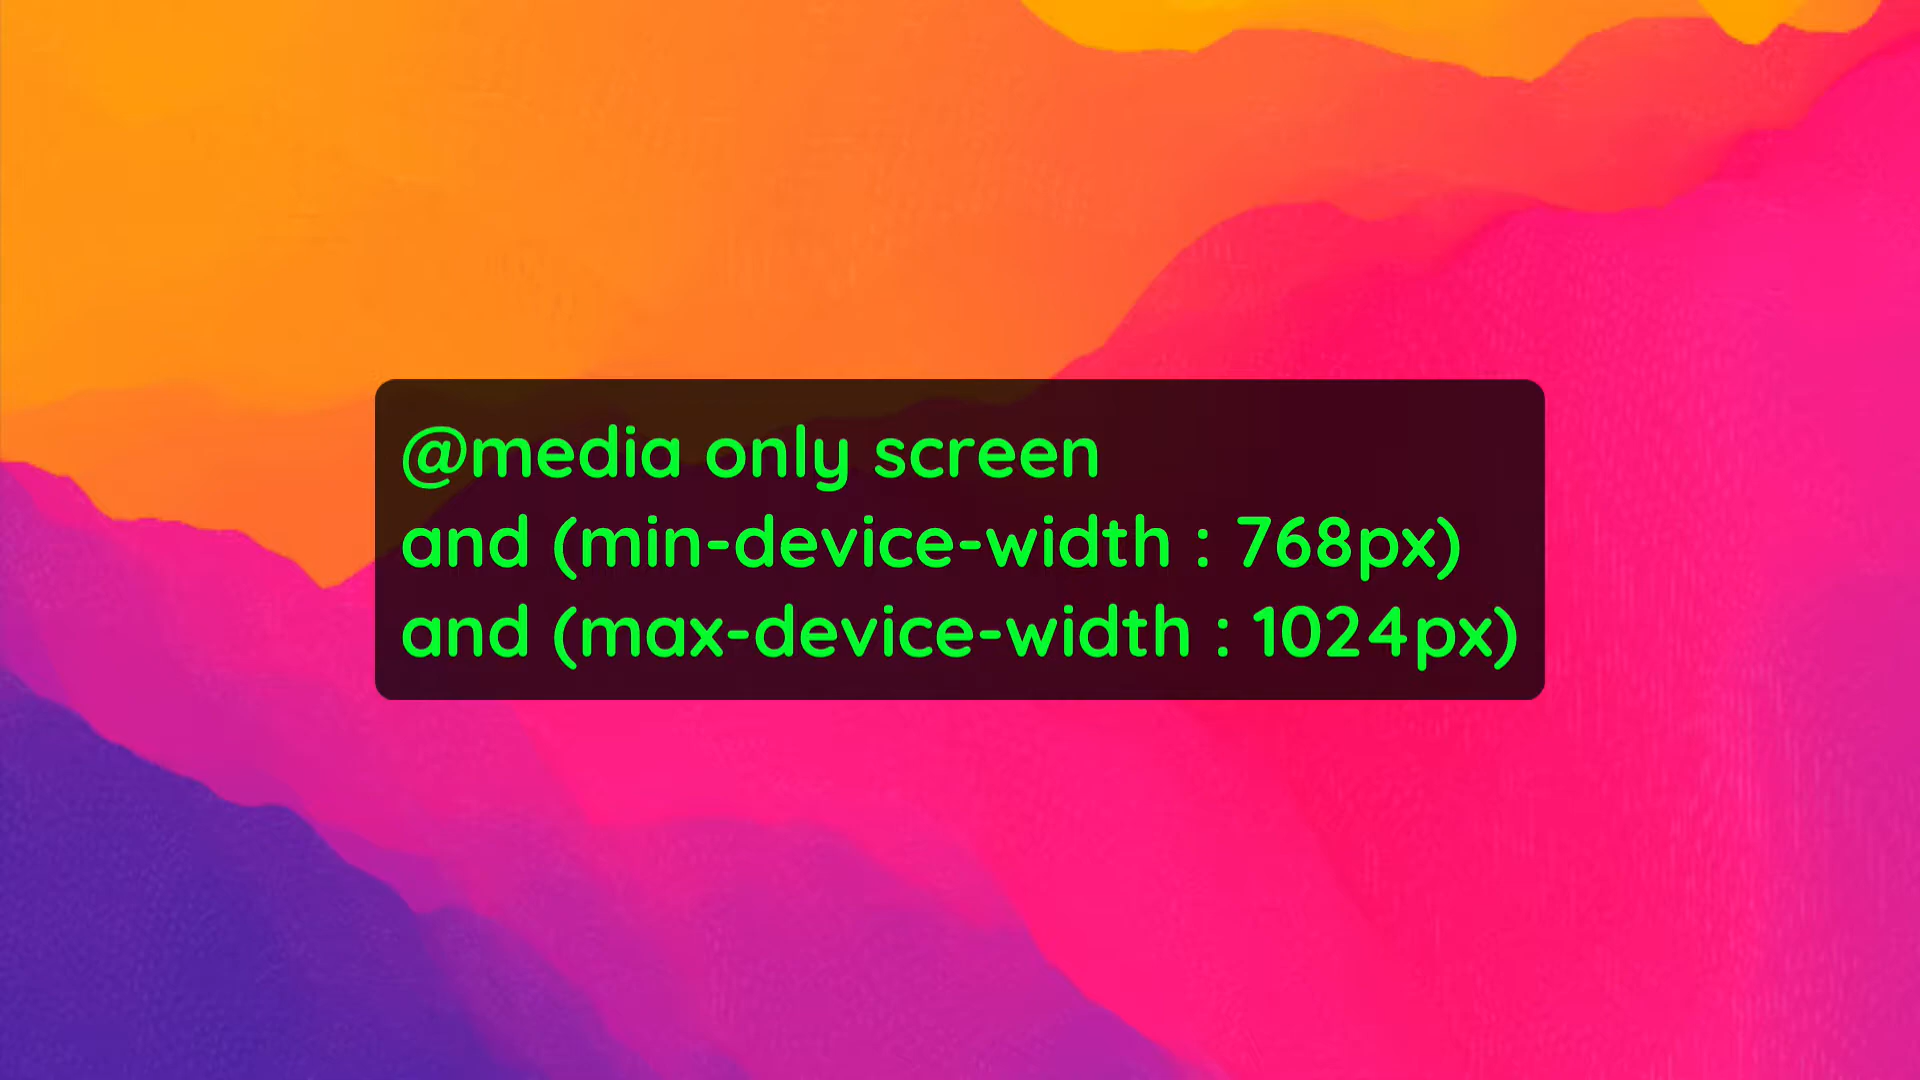 @media only screen
and (min-device-width : 768px)
and (max-device-width : 1024px)